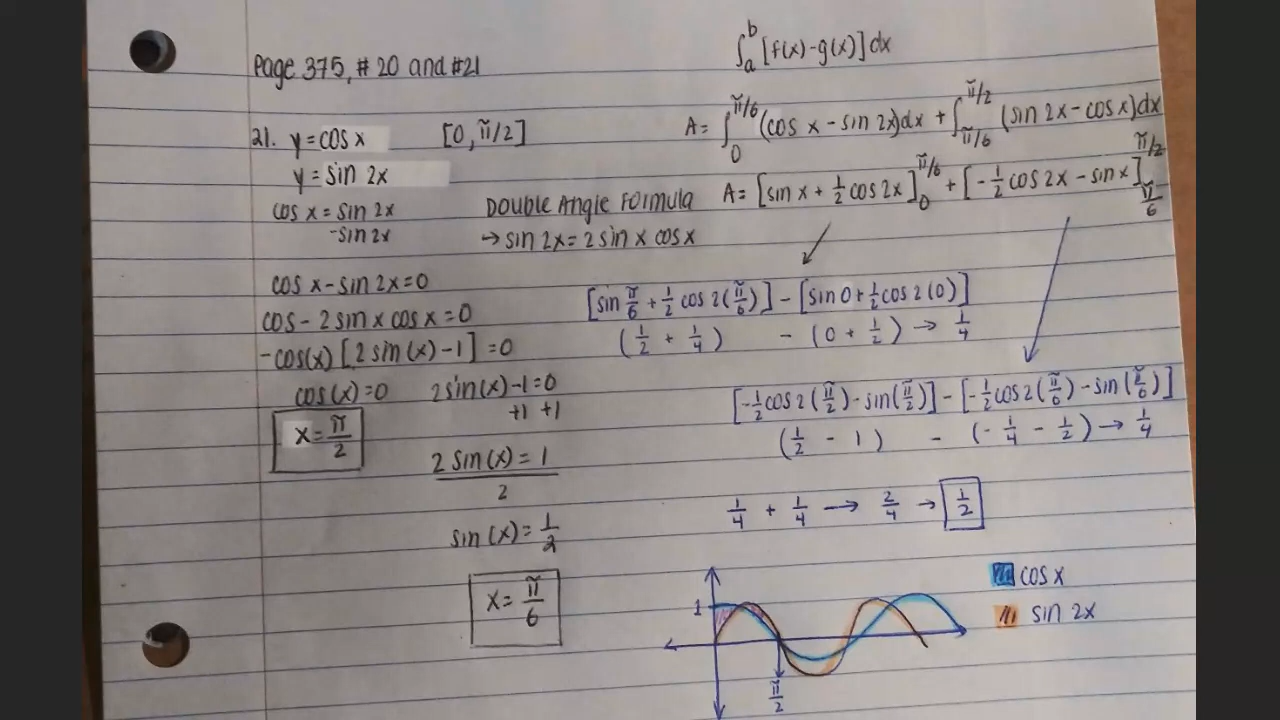 Page 375, #20 and #21
∫_a^b [f(x)-g(x)]dx
21. y=cos x [0, π/2]
y=sin 2x
cos x=sin 2x
-sin 2x
Double Angle Formula
→ sin 2x=2 sin x cos x
cos x-sin 2x=0
cos - 2 sin x cos x=0
-cos(x) [2 sin(x)-1]=0
cos(x)=0 2 sin(x)-1=0
+1 +1
x=π/2
2 sin(x)=1
2
sin(x)=1/2
x=π/6
A=∫_0^π/6 (cos x - sin 2x)dx + ∫_π/6^π/2 (sin 2x - cos x)dx
A=[sin x + 1/2 cos 2x]_0^π/6 + [-1/2 cos 2x - sin x]_π/6^π/2
[sin π/6 + 1/2 cos 2(π/6)] - [sin 0 + 1/2 cos 2(0)]
(1/2 + 1/4) - (0 + 1/2) → 1/4
[-1/2 cos 2(π/2) - sin(π/2)] - [-1/2 cos 2(π/6) - sin(π/6)]
(1/2 - 1) - (-1/4 - 1/2) → 1/4
1/4 + 1/4 → 2/4 → 1/2
cos x
sin 2x
1
π/2